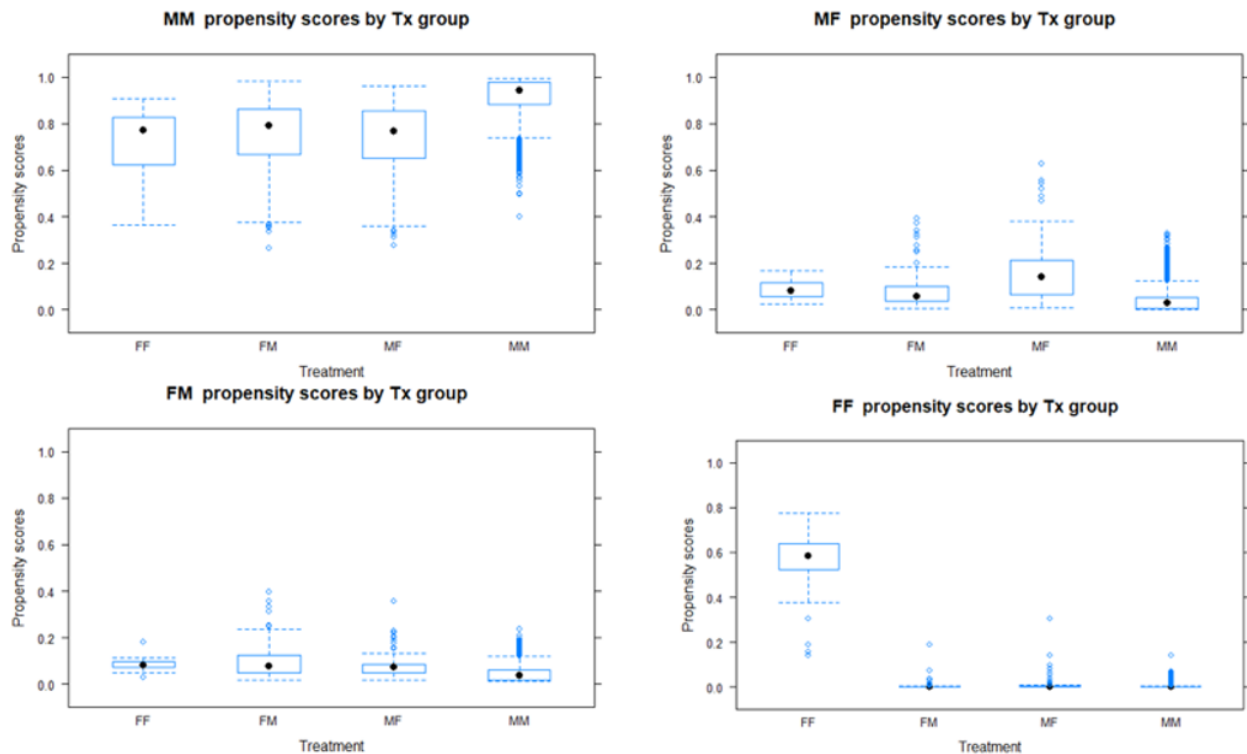 MM propensity scores by Tx group
Propensity scores
1.0
0.8
0.6
0.4
0.2
0.0
FF FM MF MM
Treatment
MF propensity scores by Tx group
Propensity scores
1.0
0.8
0.6
0.4
0.2
0.0
FF FM MF MM
Treatment
FM propensity scores by Tx group
Propensity scores
1.0
0.8
0.6
0.4
0.2
0.0
FF FM MF MM
Treatment
FF propensity scores by Tx group
Propensity scores
1.0
0.8
0.6
0.4
0.2
0.0
FF FM MF MM
Treatment